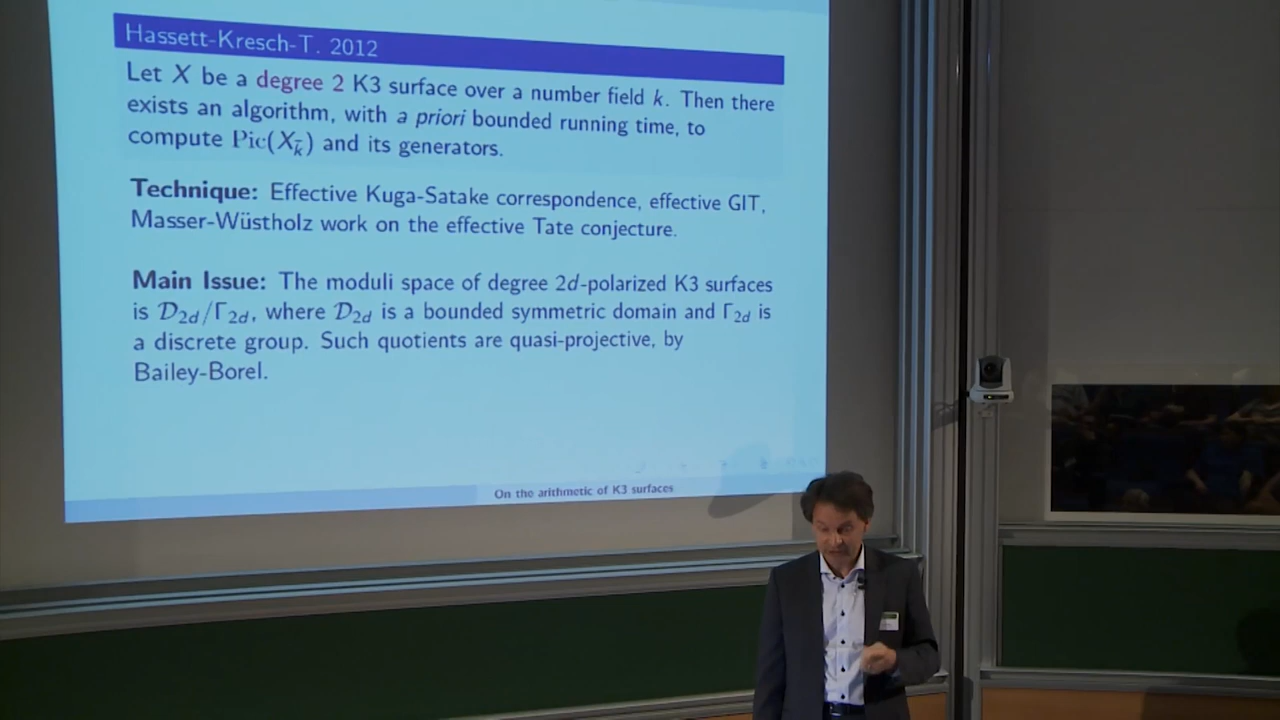 Hassett-Kresch-T. 2012
Let X be a degree 2 K3 surface over a number field k. Then there
exists an algorithm, with a priori bounded running time, to
compute Pic(X_k̄) and its generators.
Technique: Effective Kuga-Satake correspondence, effective GIT,
Masser-Wüstholz work on the effective Tate conjecture.
Main Issue: The moduli space of degree 2d-polarized K3 surfaces
is 𝒟_2d/Γ_2d, where 𝒟_2d is a bounded symmetric domain and Γ_2d is
a discrete group. Such quotients are quasi-projective, by
Bailey-Borel.
On the arithmetic of K3 surfaces